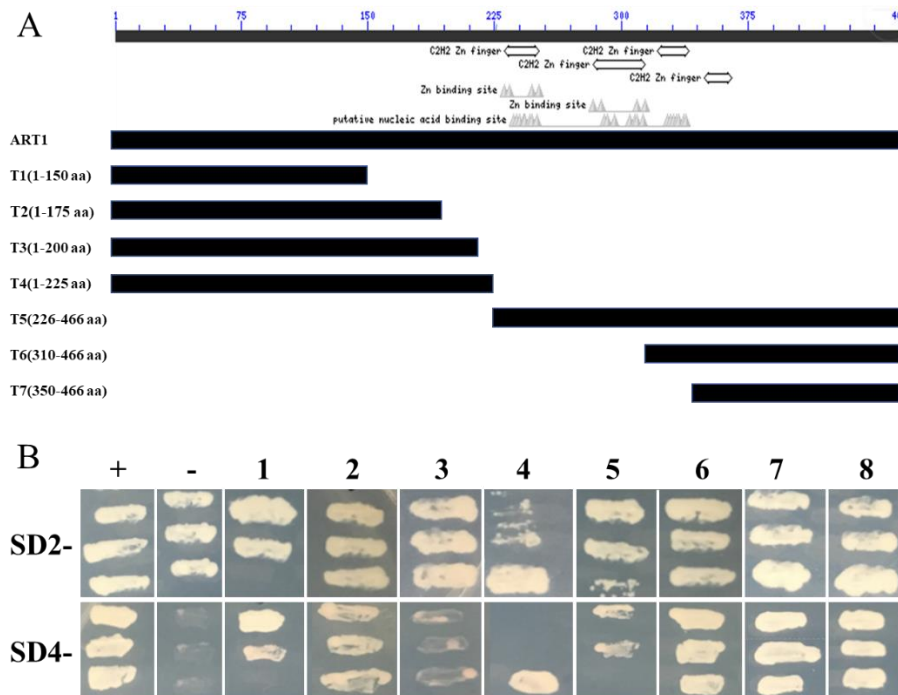 A
1 75 150 225 300 375 40
C2H2 Zn finger C2H2 Zn finger
C2H2 Zn finger C2H2 Zn finger
Zn binding site
Zn binding site
putative nucleic acid binding site
ART1
T1(1-150 aa)
T2(1-175 aa)
T3(1-200 aa)
T4(1-225 aa)
T5(226-466 aa)
T6(310-466 aa)
T7(350-466 aa)
B
+ - 1 2 3 4 5 6 7 8
SD2-
SD4-